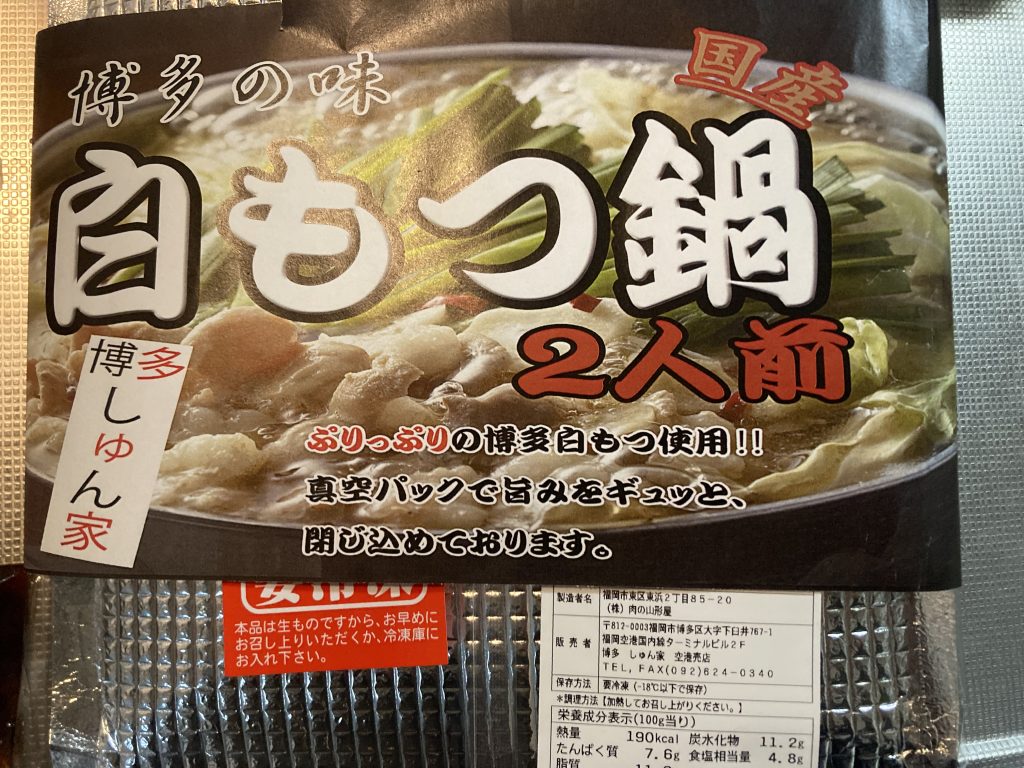 博多の味
国産
白もつ鍋
2人前
博多しゅん家
ぷりっぷりの博多白もつ使用!!
真空パックで旨みをギュッと、
閉じ込めております。
本品は生ものですから、お早めに
お召し上りいただくか、冷凍庫に
お入れ下さい。
製造者名 福岡市東区東浜2丁目85-20
(株)肉の山形屋
販売者 〒812-0003福岡市博多区大字下臼井767-1
福岡空港国内線ターミナルビル2F
博多 しゅん家 空港売店
TEL,FAX(092)624-0340
保存方法 要冷凍(-18℃以下で保存)
*調理方法【加熱してお召し上がりください。】
栄養成分表示(100g当り)
熱量 190kcal 炭水化物 11.2g
たんぱく質 7.6g 食塩相当量 4.8g
脂質